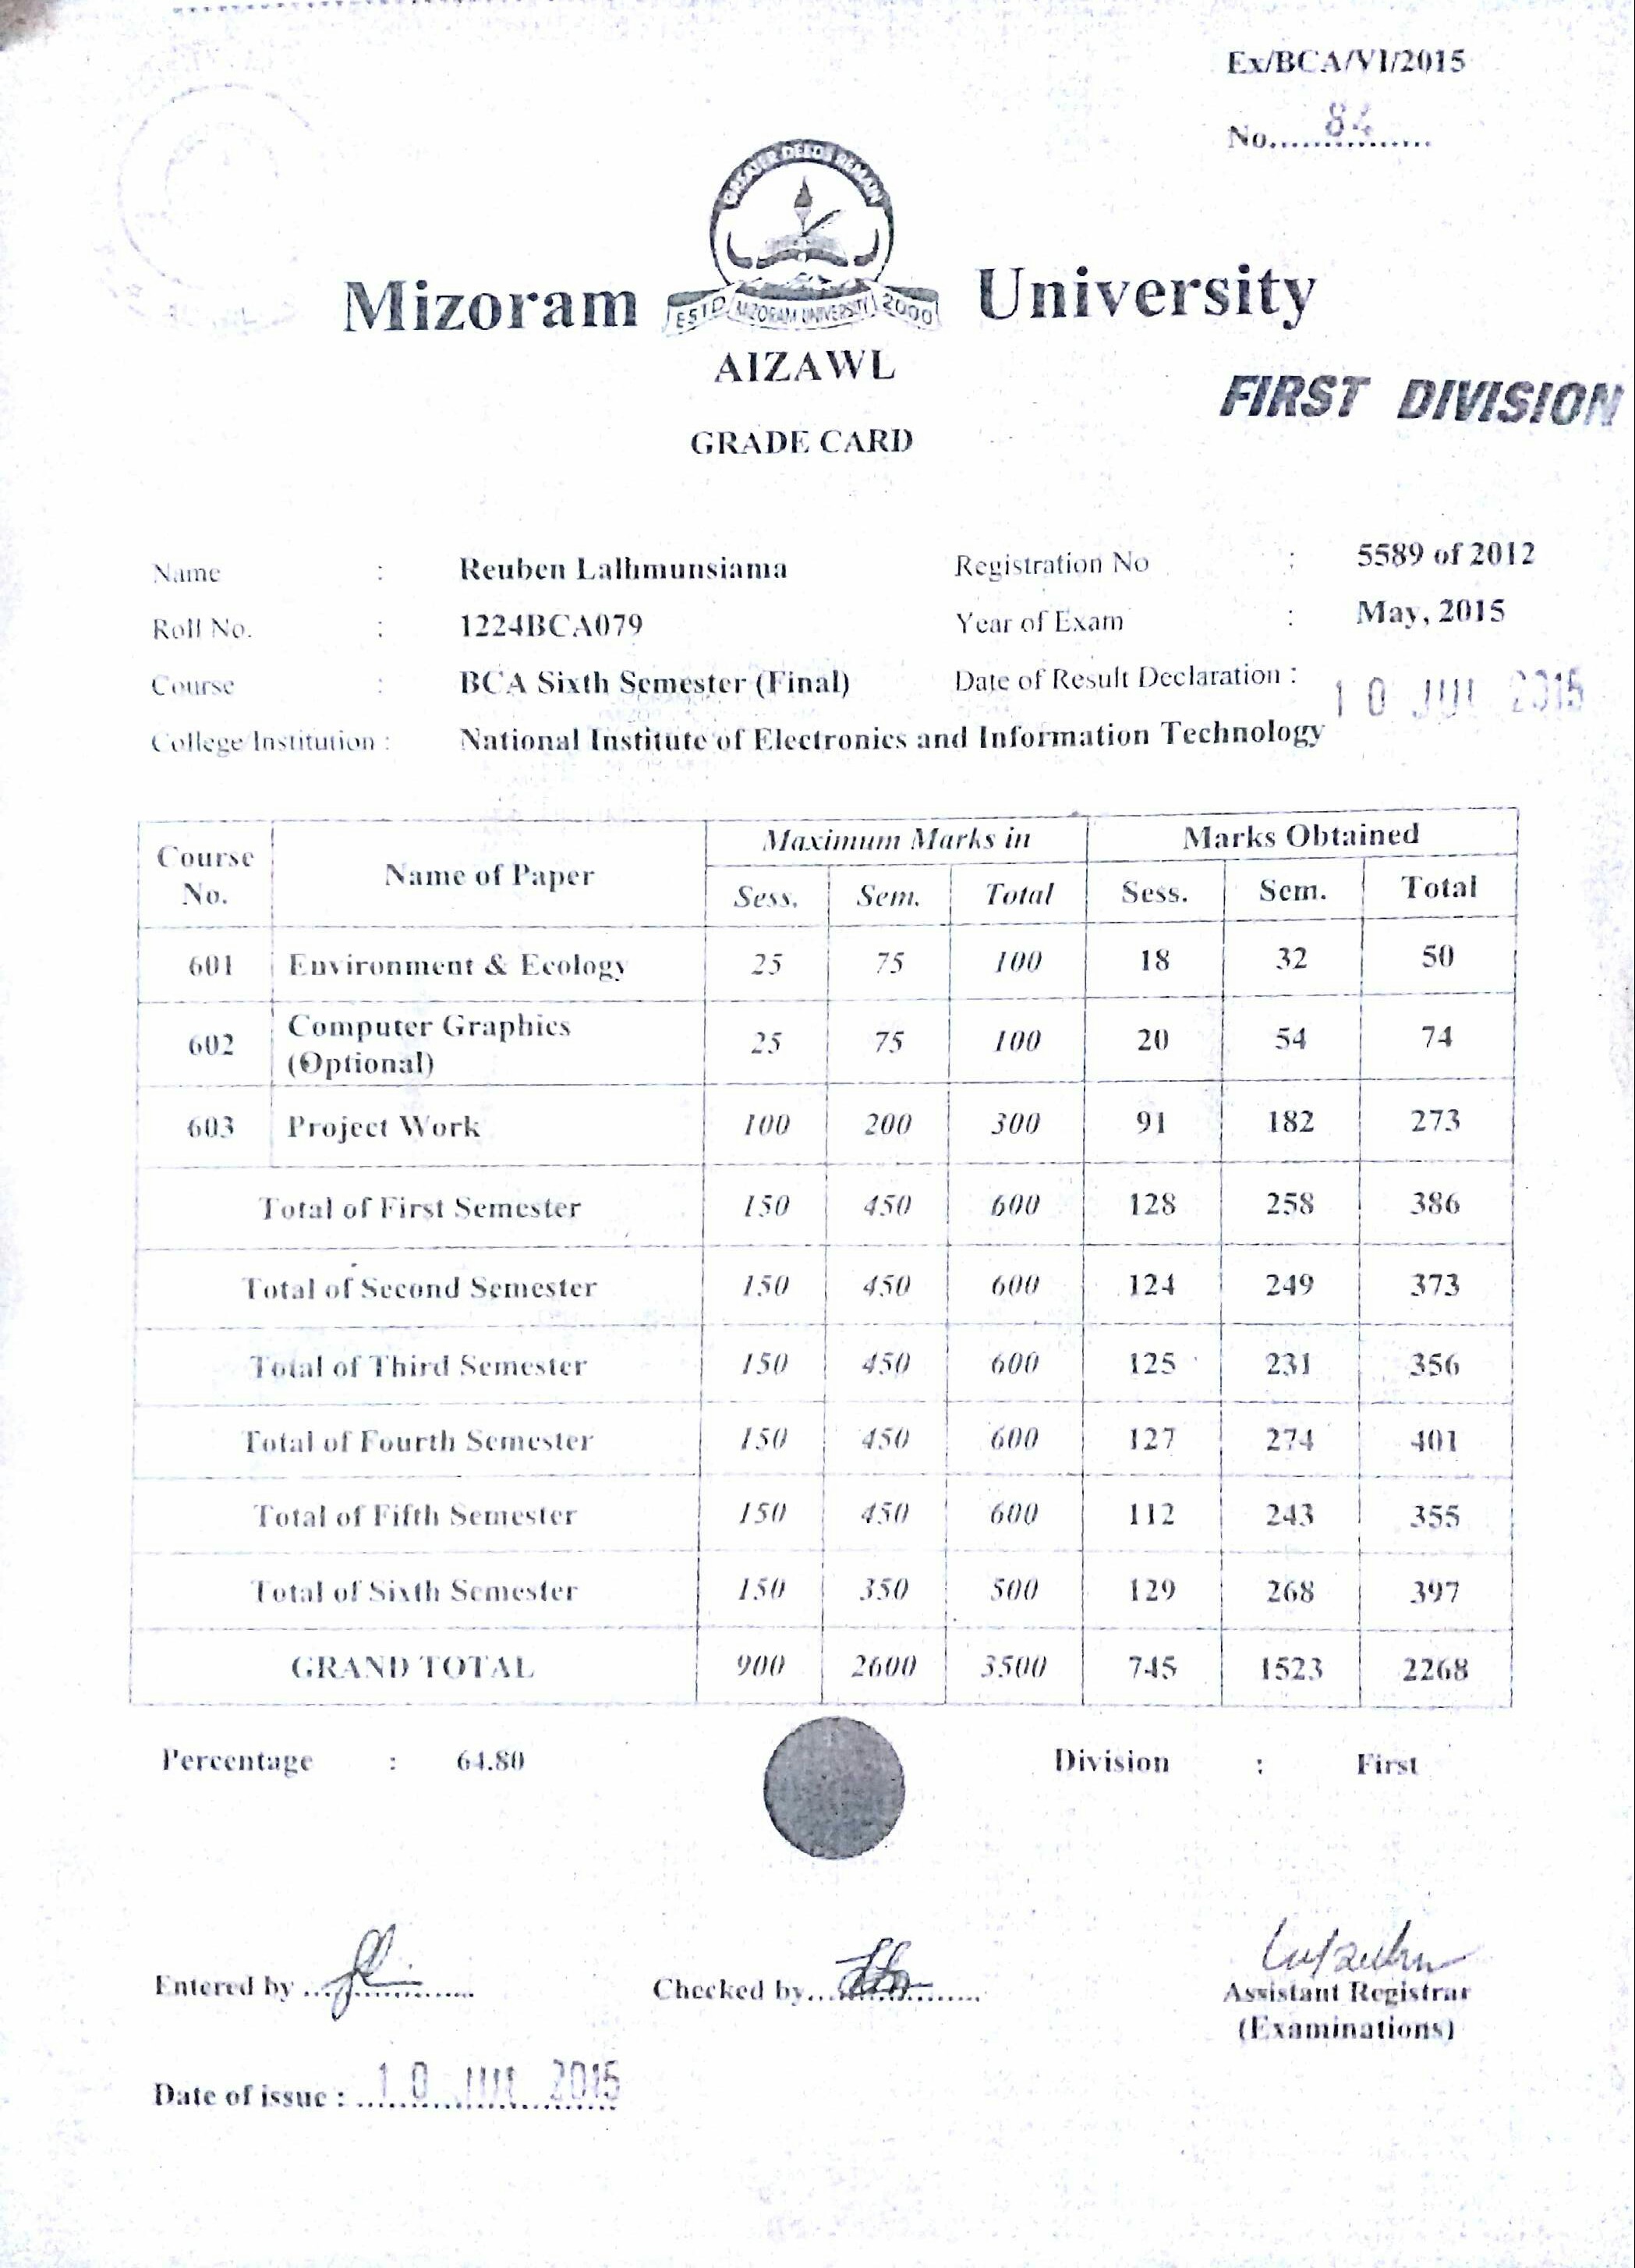 Ex/BCA/VI/2015
No................
GREATER DEEDS REMAIN
Mizoram University
ESTD MIZORAM UNIVERSITY 2000
AIZAWL
FIRST DIVISION
GRADE CARD
Name : Reuben Lalhmunsiama Registration No : 5589 of 2012
Roll No. : 1224BCA079 Year of Exam : May, 2015
Course : BCA Sixth Semester (Final) Date of Result Declaration : 10 JUL 2015
College/Institution : National Institute of Electronics and Information Technology
Course No. Name of Paper Maximum Marks in Marks Obtained
Sess. Sem. Total Sess. Sem. Total
601 Environment & Ecology 25 75 100 18 32 50
602 Computer Graphics (Optional) 25 75 100 20 54 74
603 Project Work 100 200 300 91 182 273
Total of First Semester 150 450 600 128 258 386
Total of Second Semester 150 450 600 124 249 373
Total of Third Semester 150 450 600 125 231 356
Total of Fourth Semester 150 450 600 127 274 401
Total of Fifth Semester 150 450 600 112 243 355
Total of Sixth Semester 150 350 500 129 268 397
GRAND TOTAL 900 2600 3500 745 1523 2268
Percentage : 64.80 Division : First
Entered by .................. Checked by..................
Assistant Registrar
(Examinations)
Date of issue : 10 JUL 2015